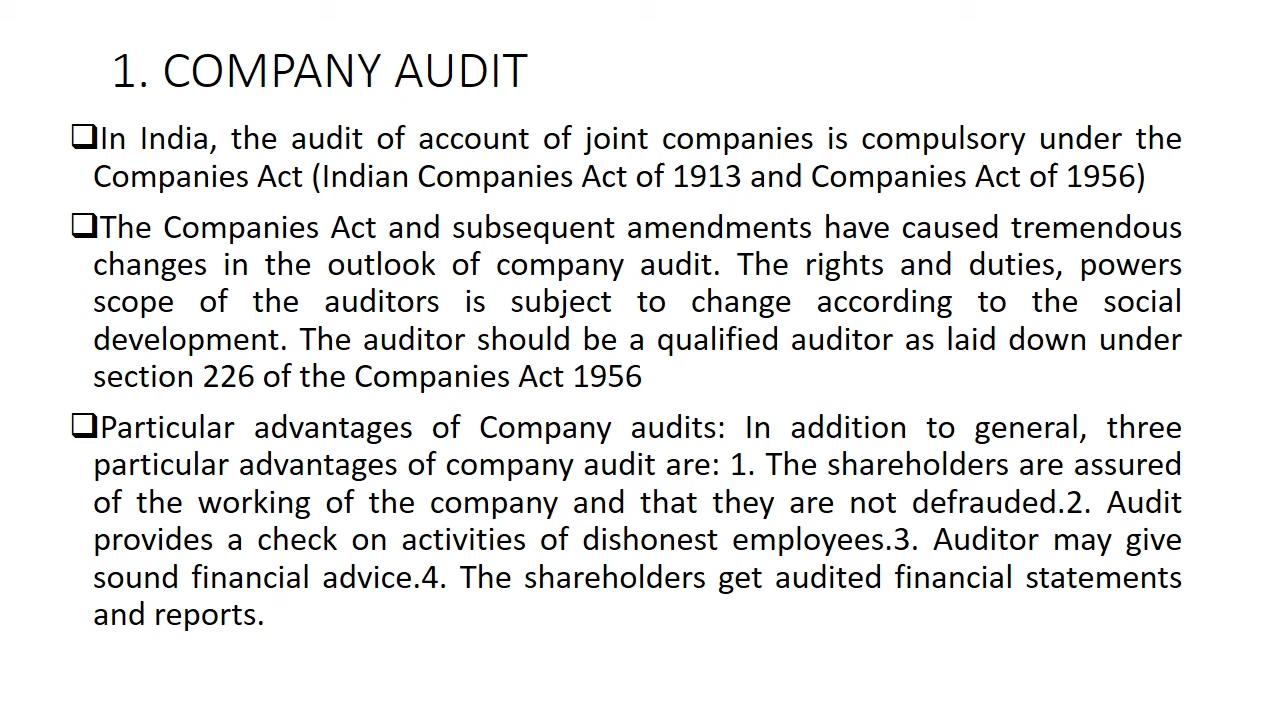 1. COMPANY AUDIT
❑In India, the audit of account of joint companies is compulsory under the
Companies Act (Indian Companies Act of 1913 and Companies Act of 1956)
❑The Companies Act and subsequent amendments have caused tremendous
changes in the outlook of company audit. The rights and duties, powers
scope of the auditors is subject to change according to the social
development. The auditor should be a qualified auditor as laid down under
section 226 of the Companies Act 1956
❑Particular advantages of Company audits: In addition to general, three
particular advantages of company audit are: 1. The shareholders are assured
of the working of the company and that they are not defrauded.2. Audit
provides a check on activities of dishonest employees.3. Auditor may give
sound financial advice.4. The shareholders get audited financial statements
and reports.